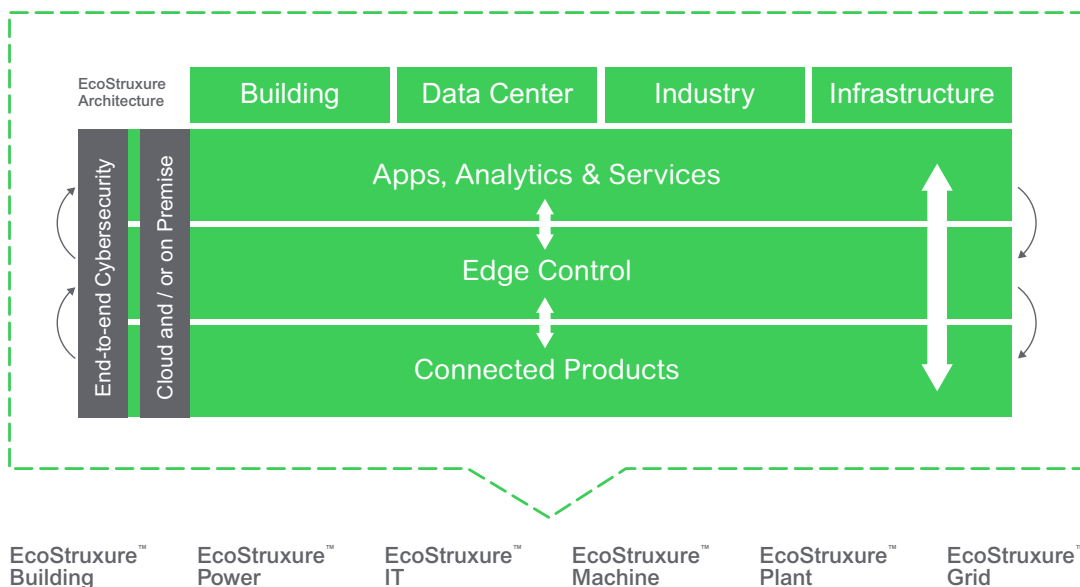 EcoStruxure
Architecture
Building
Data Center
Industry
Infrastructure
End-to-end Cybersecurity
Cloud and / or on Premise
Apps, Analytics & Services
Edge Control
Connected Products
EcoStruxure™
Building
EcoStruxure™
Power
EcoStruxure™
IT
EcoStruxure™
Machine
EcoStruxure™
Plant
EcoStruxure™
Grid